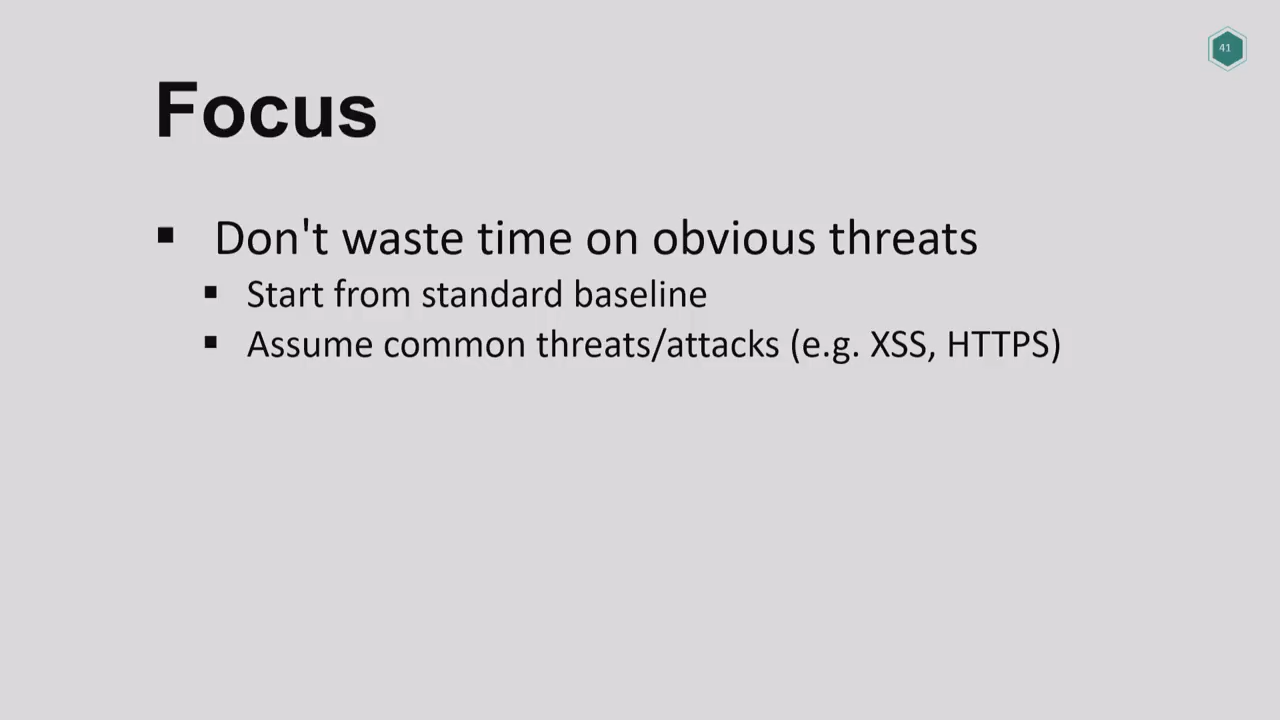 41
Focus
▪ Don't waste time on obvious threats
▪ Start from standard baseline
▪ Assume common threats/attacks (e.g. XSS, HTTPS)